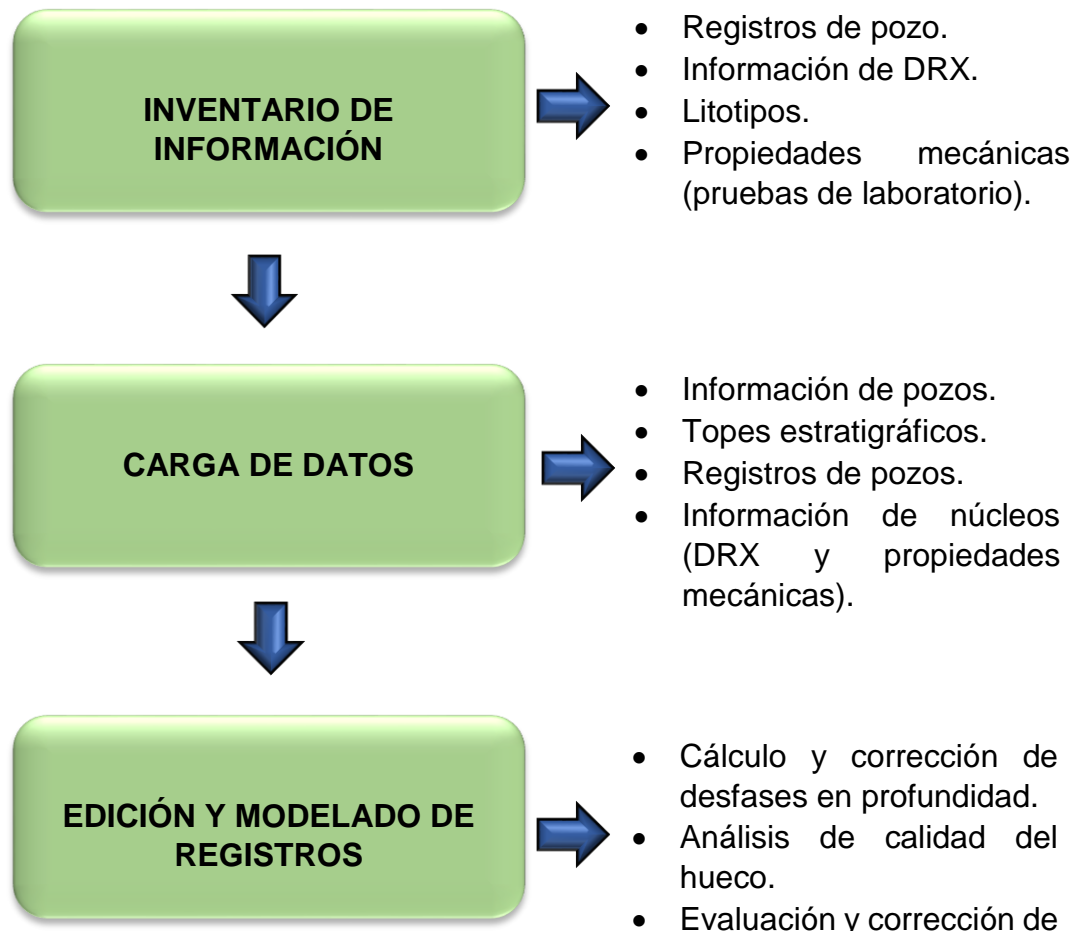 INVENTARIO DE
INFORMACIÓN
• Registros de pozo.
• Información de DRX.
• Litotipos.
• Propiedades mecánicas
(pruebas de laboratorio).
CARGA DE DATOS
• Información de pozos.
• Topes estratigráficos.
• Registros de pozos.
• Información de núcleos
(DRX y propiedades
mecánicas).
EDICIÓN Y MODELADO DE
REGISTROS
• Cálculo y corrección de
desfases en profundidad.
• Análisis de calidad del
hueco.
• Evaluación y corrección de